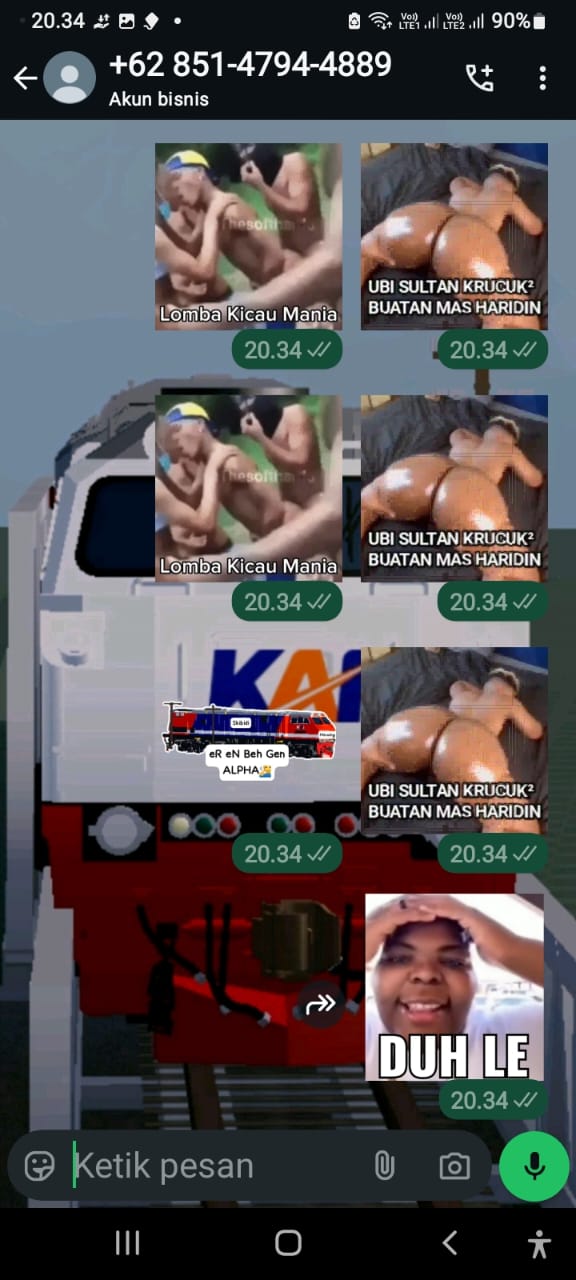 20.34
Vo)) LTE1
Vo)) LTE2
90%
+62 851-4794-4889
Akun bisnis
Lomba Kicau Mania
20.34
UBI SULTAN KRUCUK²
BUATAN MAS HARIDIN
20.34
Lomba Kicau Mania
20.34
UBI SULTAN KRUCUK²
BUATAN MAS HARIDIN
20.34
KAI
eR eN Beh Gen
ALPHA
20.34
UBI SULTAN KRUCUK²
BUATAN MAS HARIDIN
20.34
DUH LE
20.34
Ketik pesan